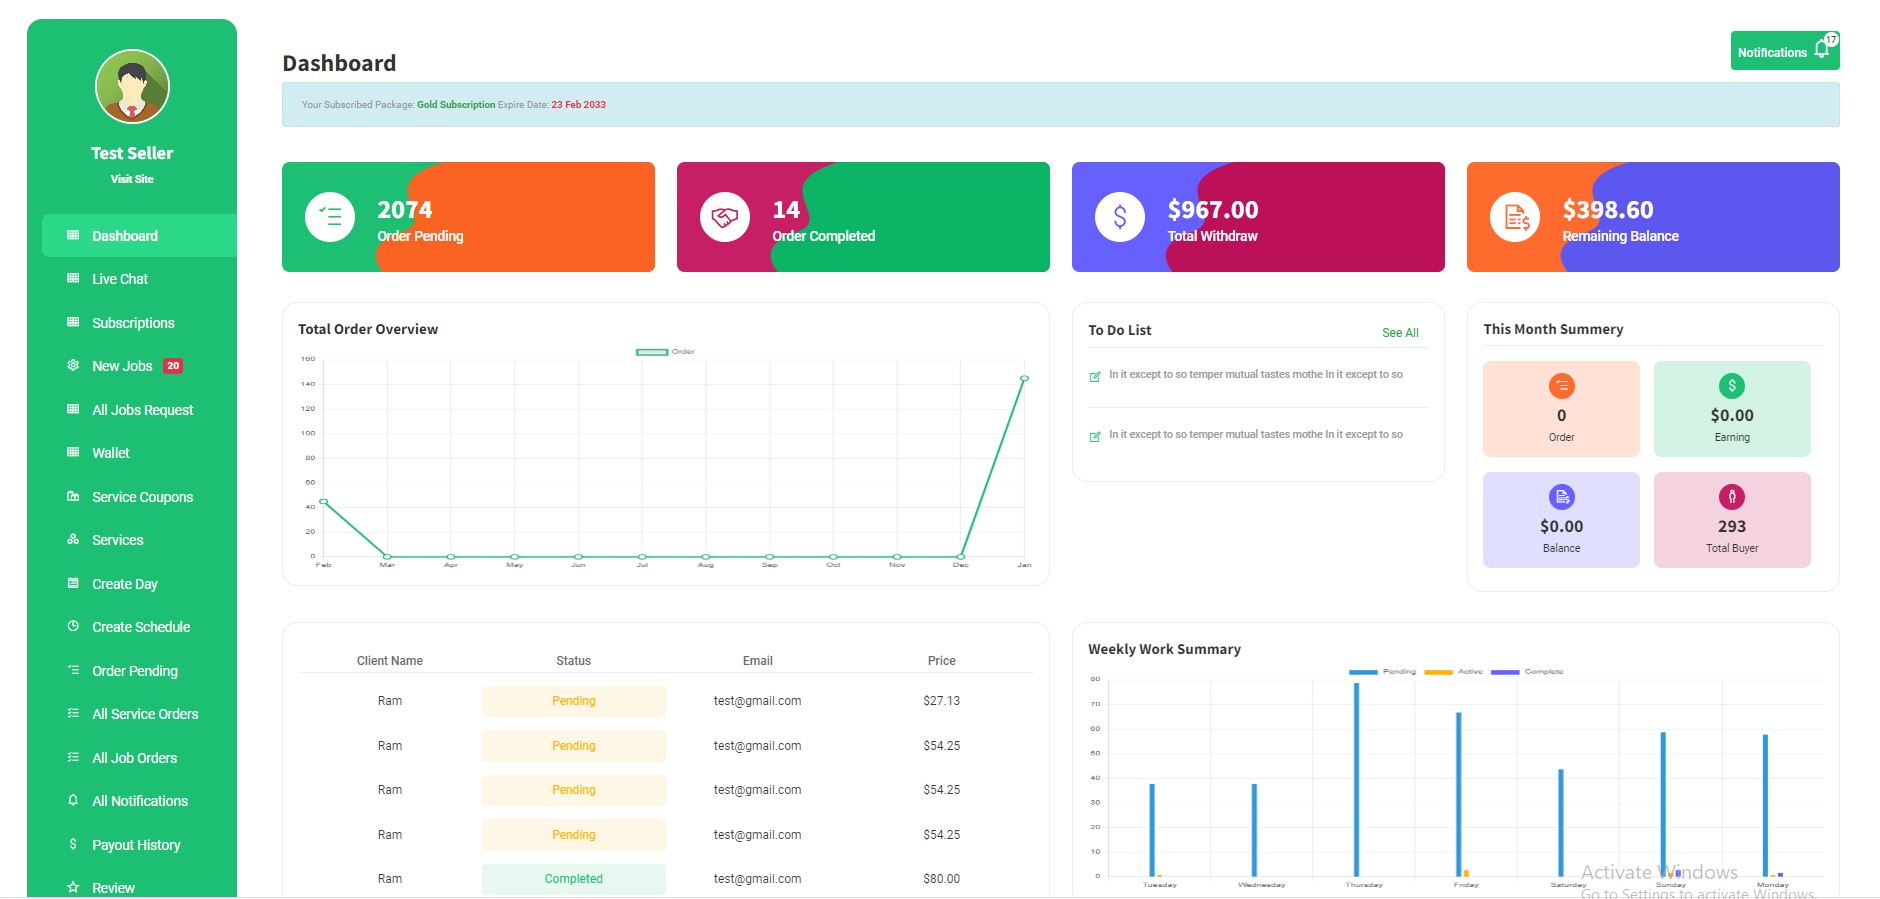 Test Seller
Visit Site
Dashboard
Live Chat
Subscriptions
New Jobs 20
All Jobs Request
Wallet
Service Coupons
Services
Create Day
Create Schedule
Order Pending
All Service Orders
All Job Orders
All Notifications
Payout History
Review
Dashboard
Notifications 17
Your Subscribed Package: Gold Subscription Expire Date: 23 Feb 2033
2074
Order Pending
14
Order Completed
$967.00
Total Withdraw
$398.60
Remaining Balance
Total Order Overview
Order
160
140
120
100
80
60
40
20
0
Feb Mar Apr May Jun Jul Aug Sep Oct Nov Dec Jan
To Do List
See All
In it except to so temper mutual tastes mothe In it except to so
In it except to so temper mutual tastes mothe In it except to so
This Month Summery
0
Order
$0.00
Earning
$0.00
Balance
293
Total Buyer
Client Name Status Email Price
Ram Pending test@gmail.com $27.13
Ram Pending test@gmail.com $54.25
Ram Pending test@gmail.com $54.25
Ram Pending test@gmail.com $54.25
Ram Completed test@gmail.com $80.00
Weekly Work Summary
Pending Active Complete
80
70
60
50
40
30
20
10
0
Tuesday Wednesday Thursday Friday Saturday Sunday Monday
Activate Windows
Go to Settings to activate Windows.